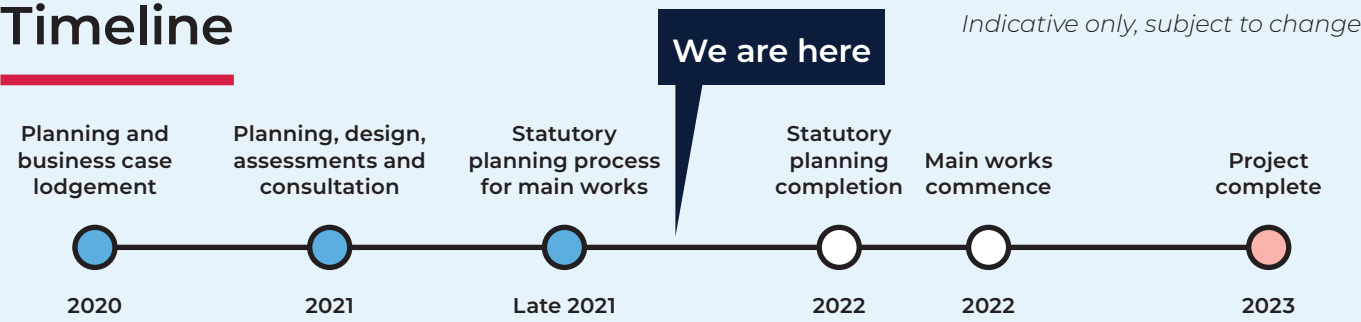 Timeline
Indicative only, subject to change
We are here
Planning and
business case
lodgement
Planning, design,
assessments and
consultation
Statutory
planning process
for main works
Statutory
planning
completion
Main works
commence
Project
complete
2020
2021
Late 2021
2022
2022
2023